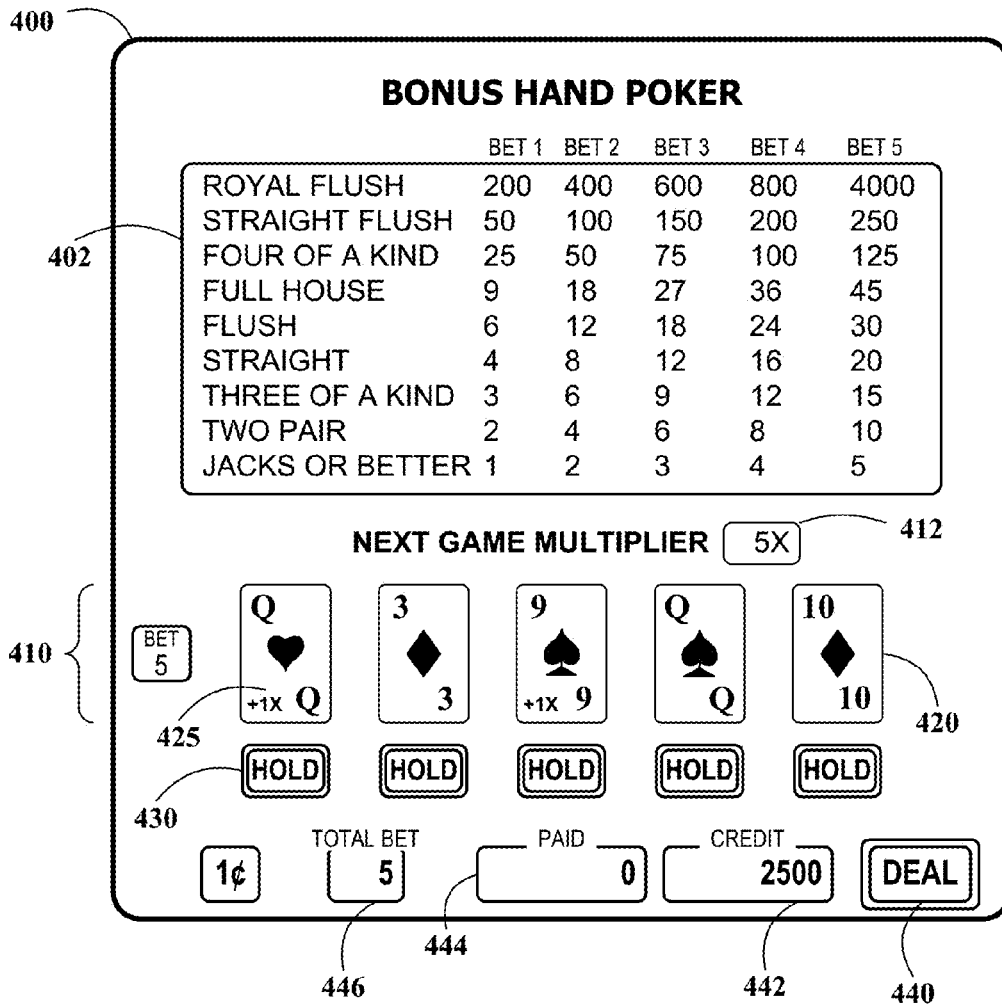 400
BONUS HAND POKER
BET 1 BET 2 BET 3 BET 4 BET 5
ROYAL FLUSH 200 400 600 800 4000
STRAIGHT FLUSH 50 100 150 200 250
402 FOUR OF A KIND 25 50 75 100 125
FULL HOUSE 9 18 27 36 45
FLUSH 6 12 18 24 30
STRAIGHT 4 8 12 16 20
THREE OF A KIND 3 6 9 12 15
TWO PAIR 2 4 6 8 10
JACKS OR BETTER 1 2 3 4 5
NEXT GAME MULTIPLIER 5X 412
Q 3 9 Q 10
410 BET
5
+1X Q 3 +1X 9 Q 10
425 420
HOLD HOLD HOLD HOLD HOLD
430
TOTAL BET PAID CREDIT
1¢ 5 0 2500 DEAL
446 444 442 440